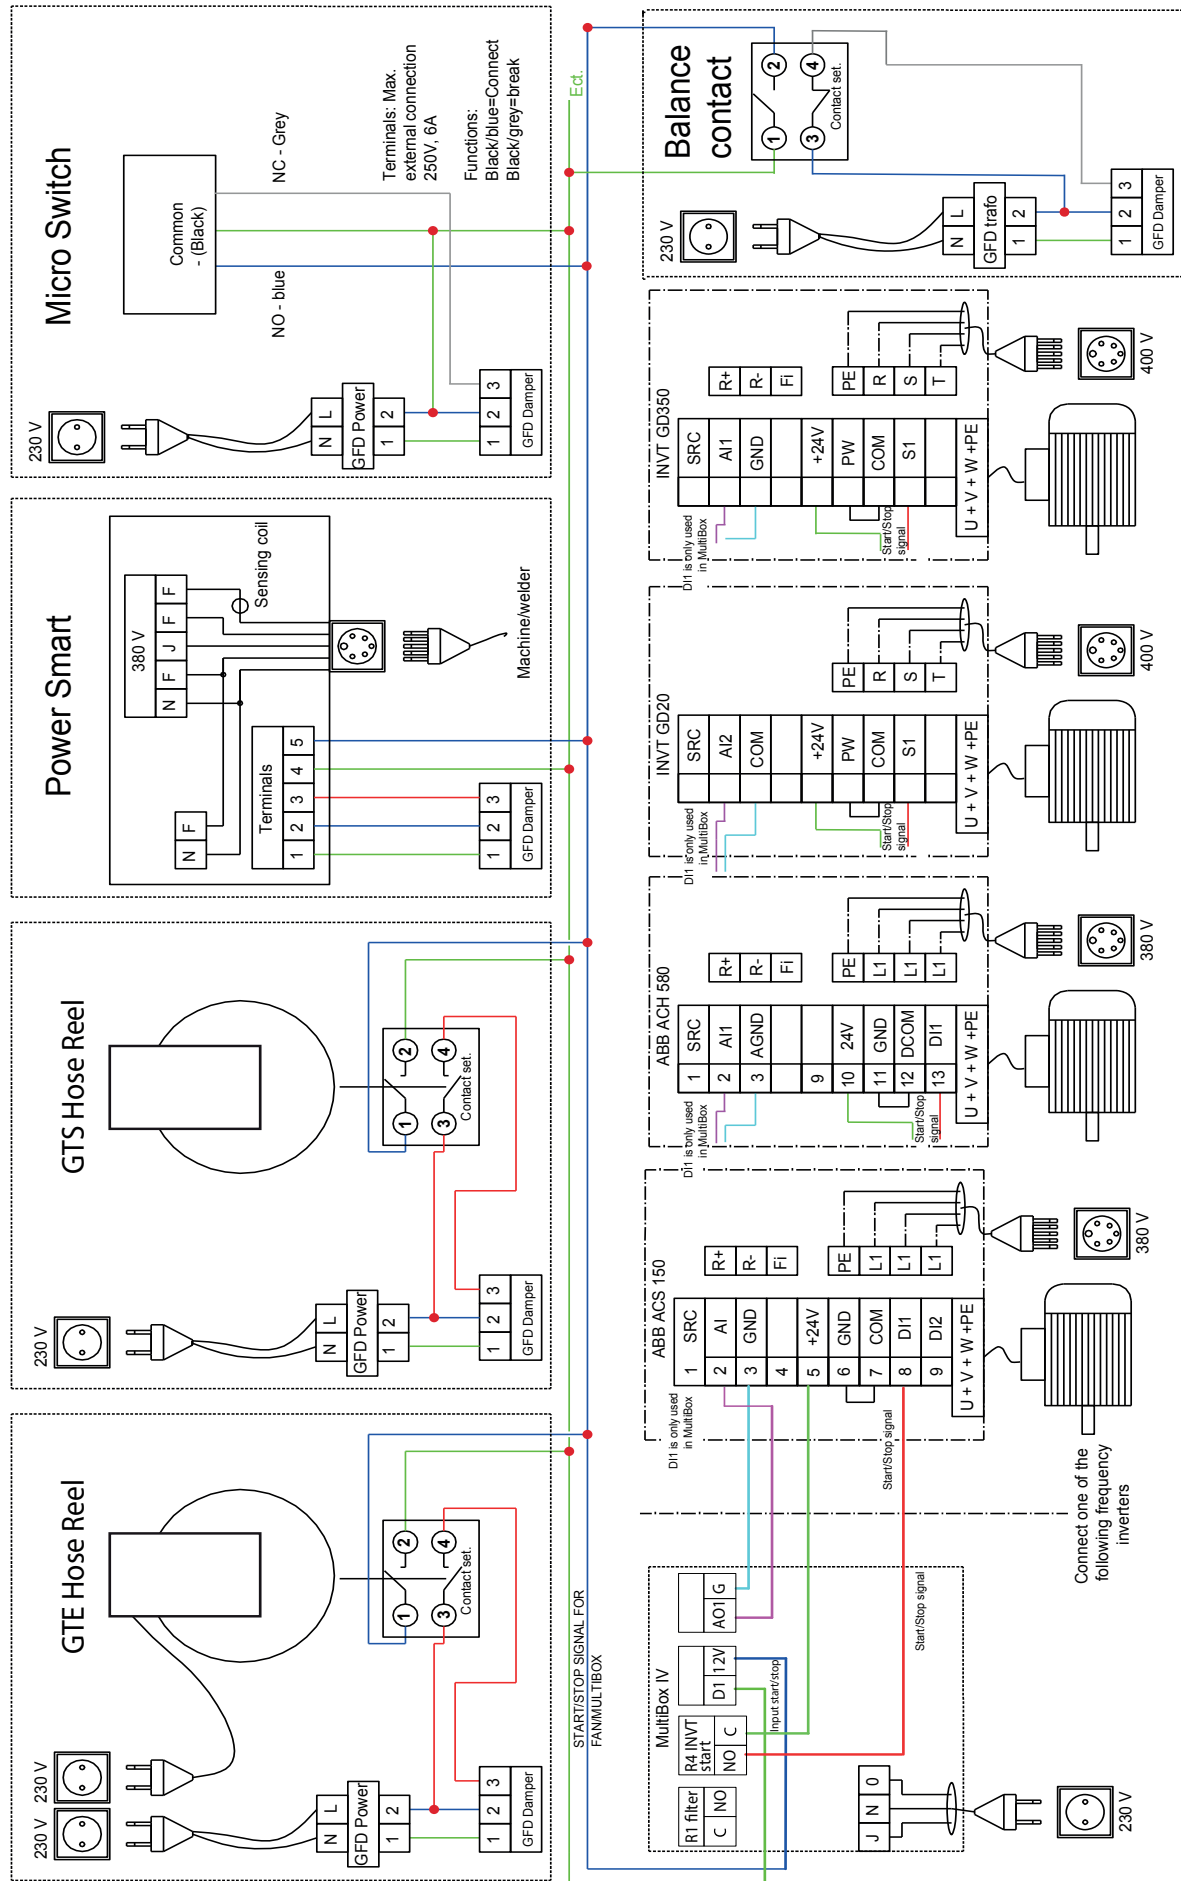 GTE Hose Reel
230 V
230 V
N L
GFD Power
1 2
1 2 3
GFD Damper
1 2
3 4
Contact set.
GTS Hose Reel
230 V
N L
GFD Power
1 2
1 2 3
GFD Damper
1 2
3 4
Contact set.
Power Smart
380 V
N F J F F
Sensing coil
N F
Terminals
1 2 3 4 5
1 2 3
GFD Damper
Machine/welder
Micro Switch
230 V
Common
- (Black)
NO - blue
NC - Grey
N L
GFD Power
1 2
1 2 3
GFD Damper
Terminals: Max.
external connection
250V, 6A
Functions:
Black/blue=Connect
Black/grey=break
START/STOP SIGNAL FOR
FAN/MULTIBOX
Ect.
MultiBox IV
R1 filter
C NO
R4 INVT
start
NO C
D1 12V
AO1 G
Input start/stop
Start/Stop signal
J N 0
230 V
Connect one of the
following frequency
inverters
ABB ACS 150
DI1 is only used
in MultiBox
1 SRC
2 AI
3 GND
4
5 +24V
6 GND
7 COM
8 DI1
9 DI2
U + V + W +PE
R+
R-
Fi
PE
L1
L1
L1
Start/Stop signal
380 V
ABB ACH 580
DI1 is only used
in MultiBox
1 SRC
2 AI1
3 AGND
9
10 24V
11 GND
12 DCOM
13 DI1
U + V + W +PE
R+
R-
Fi
PE
L1
L1
L1
Start/Stop
signal
380 V
INVT GD20
DI1 is only used
in MultiBox
SRC
AI2
COM
+24V
PW
COM
S1
U + V + W +PE
PE
R
S
T
Start/Stop
signal
400 V
INVT GD350
DI1 is only used
in MultiBox
SRC
AI1
GND
+24V
PW
COM
S1
U + V + W +PE
R+
R-
Fi
PE
R
S
T
Start/Stop
signal
400 V
Balance
contact
230 V
1 2
3 4
Contact set.
N L
GFD trafo
1 2
1 2 3
GFD Damper